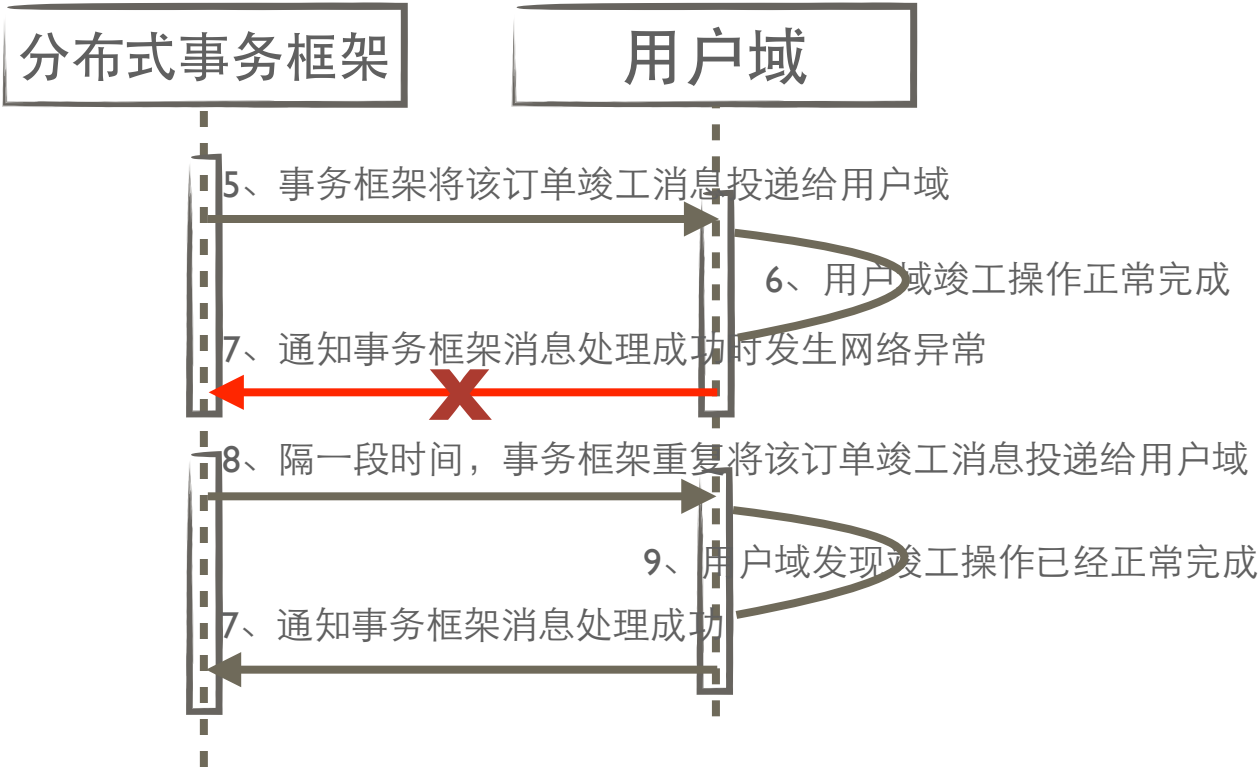 分布式事务框架
用户域
5、事务框架将该订单竣工消息投递给用户域
6、用户域竣工操作正常完成
7、通知事务框架消息处理成功时发生网络异常
X
8、隔一段时间，事务框架重复将该订单竣工消息投递给用户域
9、用户域发现竣工操作已经正常完成
7、通知事务框架消息处理成功